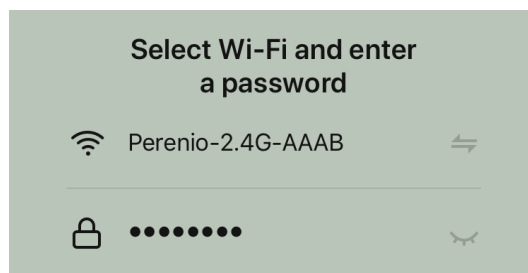 Select Wi-Fi and enter
a password
Perenio-2.4G-AAAB
••••••••